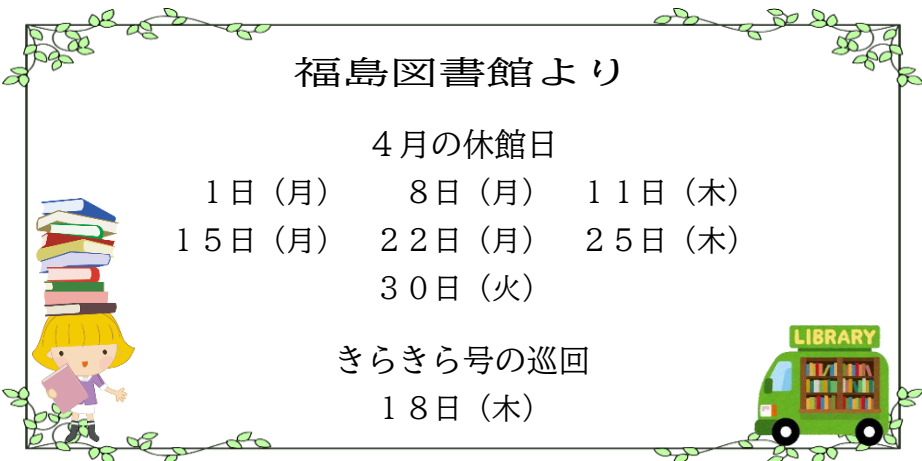 福島図書館より
４月の休館日
１日（月）　　８日（月）　１１日（木）
１５日（月）　２２日（月）　２５日（木）
３０日（火）
きらきら号の巡回
１８日（木）
LIBRARY